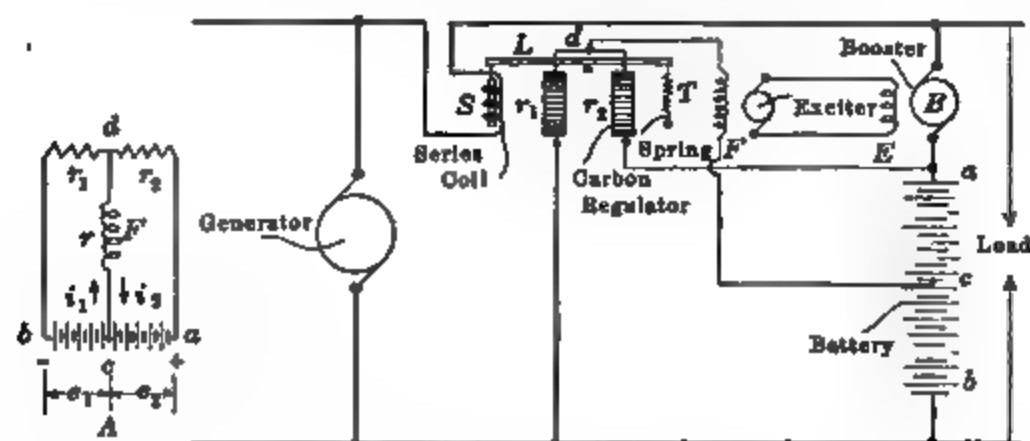 L
d
Booster
S
r₁
r₂
T
Exciter
B
d
r₁
r₂
Series
Coil
Spring
F
E
Carbon
Regulator
a
Generator
r
F
Load
i₁
i₂
c
b
a
Battery
-
c
+
b
e₁
e₂
A